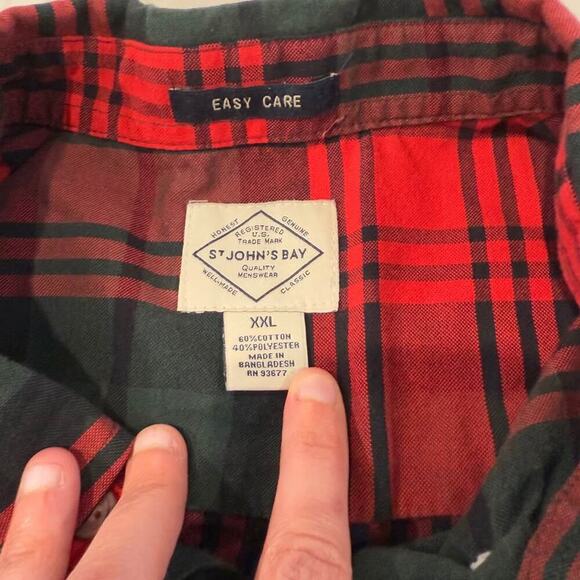 EASY CARE
HONEST
GENUINE
REGISTERED
U.S.
TRADE MARK
ST JOHN'S BAY
QUALITY
MENSWEAR
WELL-MADE
CLASSIC
XXL
60%COTTON
40%POLYESTER
MADE IN
BANGLADESH
RN 93677